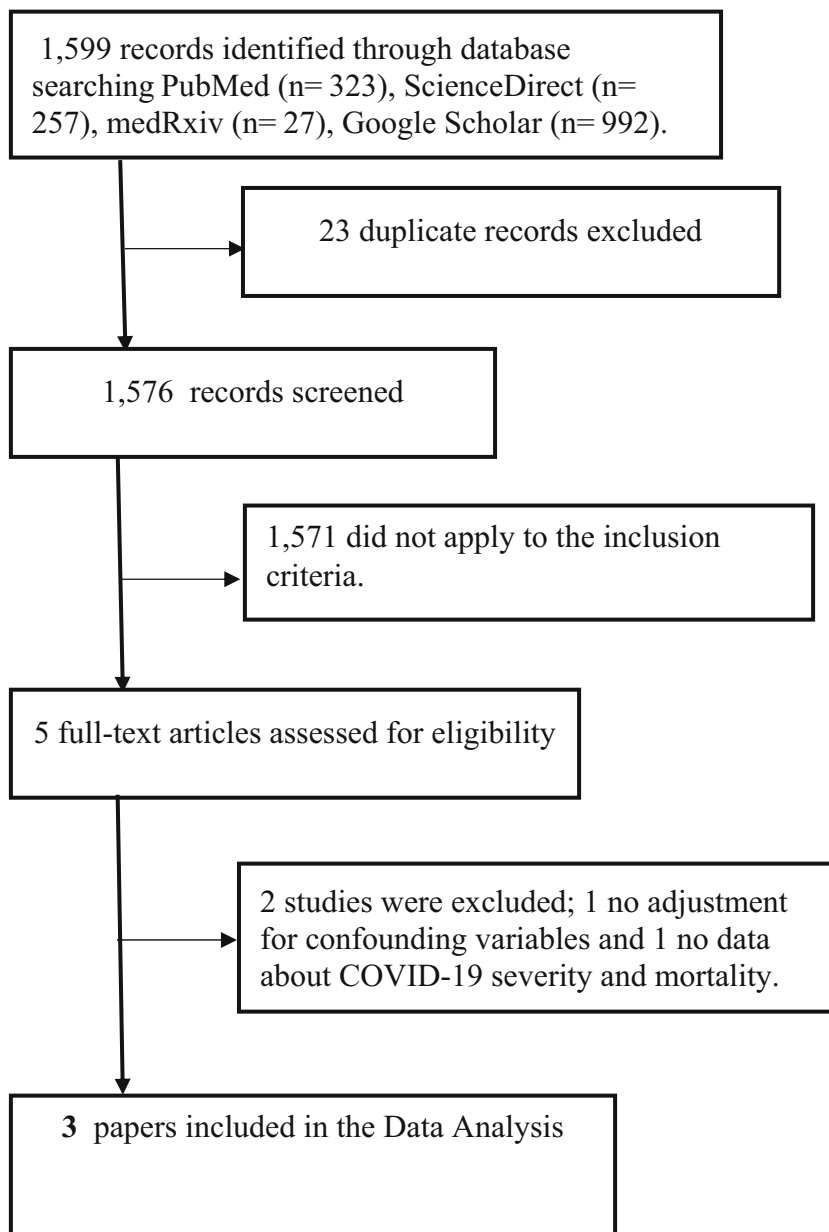 1,599 records identified through database
searching PubMed (n= 323), ScienceDirect (n=
257), medRxiv (n= 27), Google Scholar (n= 992).
23 duplicate records excluded
1,576 records screened
1,571 did not apply to the inclusion
criteria.
5 full-text articles assessed for eligibility
2 studies were excluded; 1 no adjustment
for confounding variables and 1 no data
about COVID-19 severity and mortality.
3 papers included in the Data Analysis